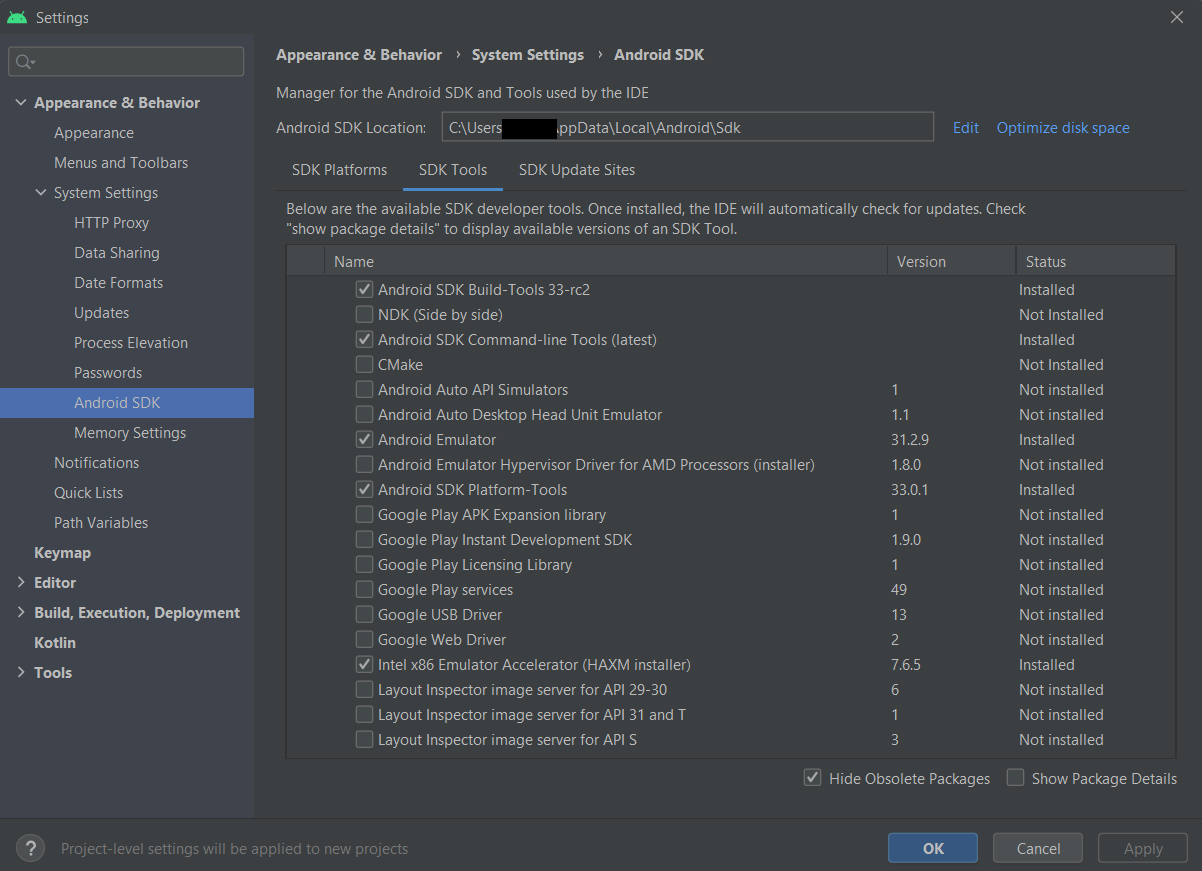 Settings
Appearance & Behavior › System Settings › Android SDK
Manager for the Android SDK and Tools used by the IDE
Android SDK Location: C:\Users ppData\Local\Android\Sdk Edit Optimize disk space
SDK Platforms SDK Tools SDK Update Sites
Below are the available SDK developer tools. Once installed, the IDE will automatically check for updates. Check
"show package details" to display available versions of an SDK Tool.
Name Version Status
Android SDK Build-Tools 33-rc2 Installed
NDK (Side by side) Not Installed
Android SDK Command-line Tools (latest) Installed
CMake Not Installed
Android Auto API Simulators 1 Not installed
Android Auto Desktop Head Unit Emulator 1.1 Not installed
Android Emulator 31.2.9 Installed
Android Emulator Hypervisor Driver for AMD Processors (installer) 1.8.0 Not installed
Android SDK Platform-Tools 33.0.1 Installed
Google Play APK Expansion library 1 Not installed
Google Play Instant Development SDK 1.9.0 Not installed
Google Play Licensing Library 1 Not installed
Google Play services 49 Not installed
Google USB Driver 13 Not installed
Google Web Driver 2 Not installed
Intel x86 Emulator Accelerator (HAXM installer) 7.6.5 Installed
Layout Inspector image server for API 29-30 6 Not installed
Layout Inspector image server for API 31 and T 1 Not installed
Layout Inspector image server for API S 3 Not installed
Hide Obsolete Packages Show Package Details
Appearance & Behavior
Appearance
Menus and Toolbars
System Settings
HTTP Proxy
Data Sharing
Date Formats
Updates
Process Elevation
Passwords
Android SDK
Memory Settings
Notifications
Quick Lists
Path Variables
Keymap
Editor
Build, Execution, Deployment
Kotlin
Tools
? Project-level settings will be applied to new projects
OK Cancel Apply